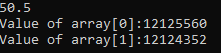 50.5
Value of array[0]:12125560
Value of array[1]:12124352